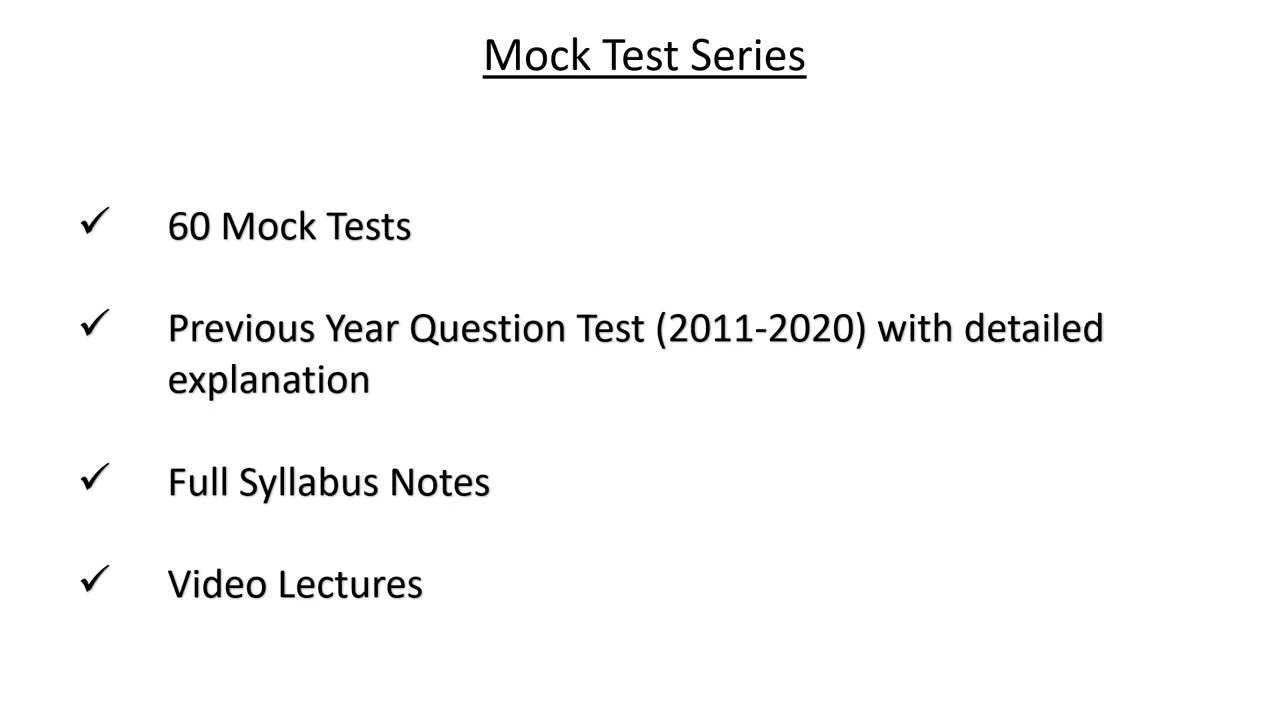 Mock Test Series
✓ 60 Mock Tests
✓ Previous Year Question Test (2011-2020) with detailed
explanation
✓ Full Syllabus Notes
✓ Video Lectures